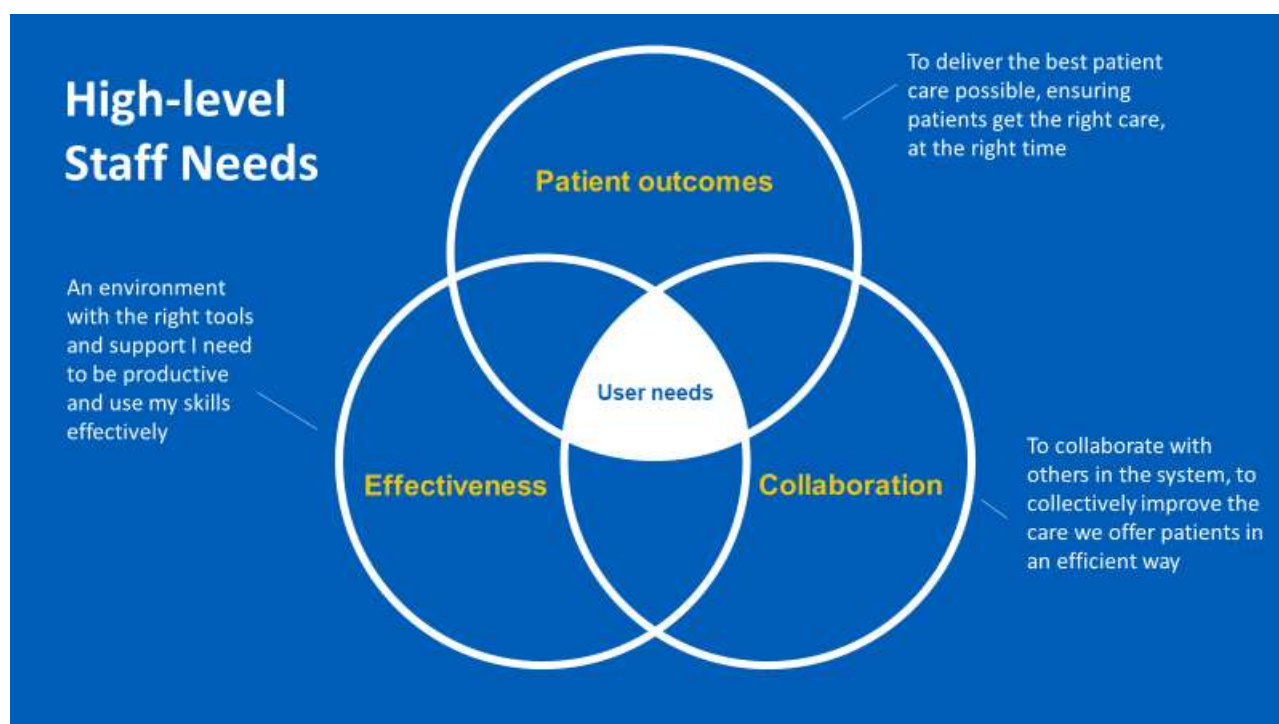 High-level
Staff Needs
To deliver the best patient
care possible, ensuring
patients get the right care,
at the right time
Patient outcomes
An environment
with the right tools
and support I need
to be productive
and use my skills
effectively
User needs
Effectiveness
Collaboration
To collaborate with
others in the system, to
collectively improve the
care we offer patients in
an efficient way